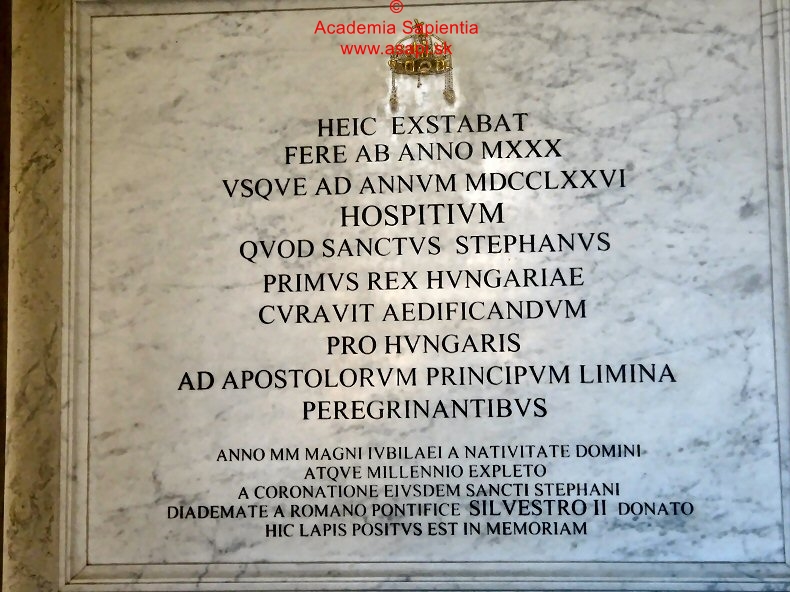 ©
Academia Sapientia
www.asapi.sk
HEIC EXSTABAT
FERE AB ANNO MXXX
VSQVE AD ANNVM MDCCLXXVI
HOSPITIVM
QVOD SANCTVS STEPHANVS
PRIMVS REX HVNGARIAE
CVRAVIT AEDIFICANDVM
PRO HVNGARIS
AD APOSTOLORVM PRINCIPVM LIMINA
PEREGRINANTIBVS
ANNO MM MAGNI IVBILAEI A NATIVITATE DOMINI
ATQVE MILLENNIO EXPLETO
A CORONATIONE EIVSDEM SANCTI STEPHANI
DIADEMATE A ROMANO PONTIFICE SILVESTRO II DONATO
HIC LAPIS POSITVS EST IN MEMORIAM